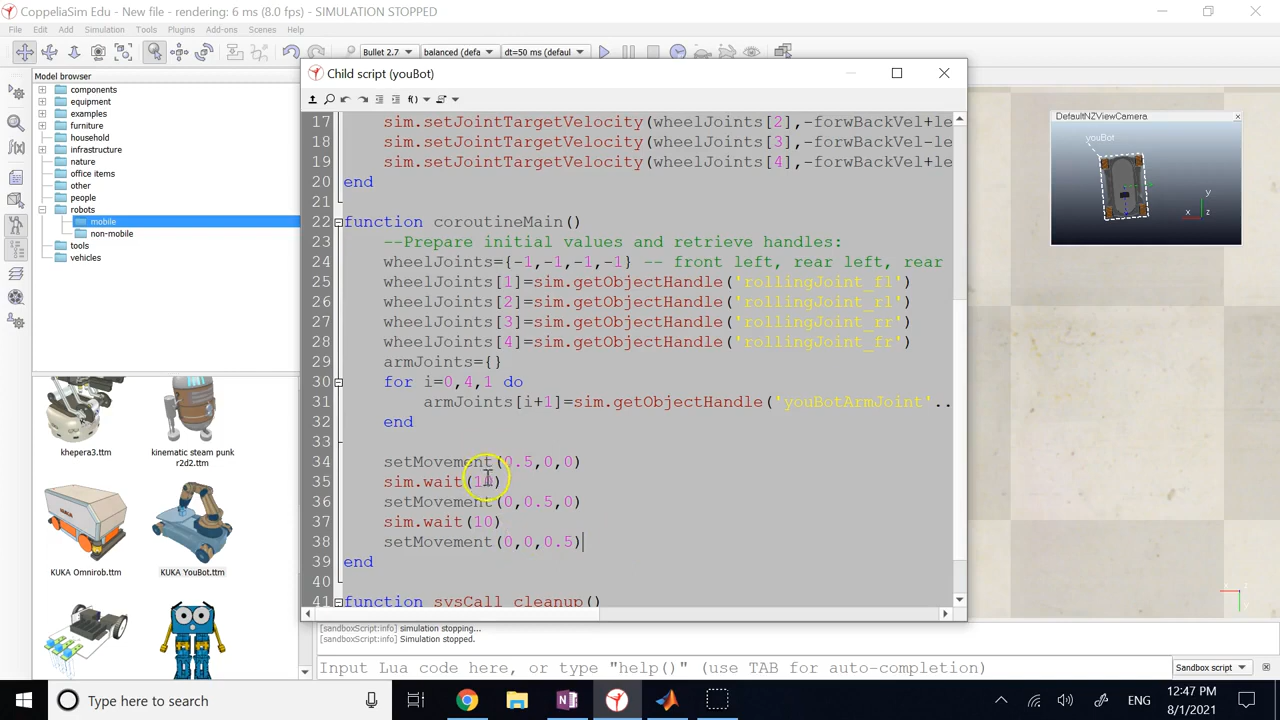 CoppeliaSim Edu - New file - rendering: 6 ms (8.0 fps) - SIMULATION STOPPED
File Edit Add Simulation Tools Plugins Add-ons Scenes Help
Bullet 2.7 balanced (defa dt=50 ms (defaul
Model browser
components
equipment
examples
furniture
household
infrastructure
nature
office items
other
people
robots
mobile
non-mobile
tools
vehicles
khepera3.ttm
kinematic steam punk r2d2.ttm
KUKA Omnirob.ttm
KUKA YouBot.ttm
Child script (youBot)
f()
17 sim.setJointTargetVelocity(wheelJoints[2],-forwBackVel+le
18 sim.setJointTargetVelocity(wheelJoints[3],-forwBackVel-le
19 sim.setJointTargetVelocity(wheelJoints[4],-forwBackVel+le
20 end
21
22 function coroutineMain()
23 --Prepare initial values and retrieve handles:
24 wheelJoints={-1,-1,-1,-1} -- front left, rear left, rear
25 wheelJoints[1]=sim.getObjectHandle('rollingJoint_fl')
26 wheelJoints[2]=sim.getObjectHandle('rollingJoint_rl')
27 wheelJoints[3]=sim.getObjectHandle('rollingJoint_rr')
28 wheelJoints[4]=sim.getObjectHandle('rollingJoint_fr')
29 armJoints={}
30 for i=0,4,1 do
31 armJoints[i+1]=sim.getObjectHandle('youBotArmJoint'..
32 end
33
34 setMovement(0.5,0,0)
35 sim.wait(10)
36 setMovement(0,0.5,0)
37 sim.wait(10)
38 setMovement(0,0,0.5)
39 end
40
41 function sysCall_cleanup()
DefaultNZViewCamera
youBot
y
x
z
[sandboxScript:info] simulation stopping...
[sandboxScript:info] Simulation stopped.
Input Lua code here, or type "help()" (use TAB for auto-completion)
Sandbox script
Type here to search
ENG
12:47 PM
8/1/2021